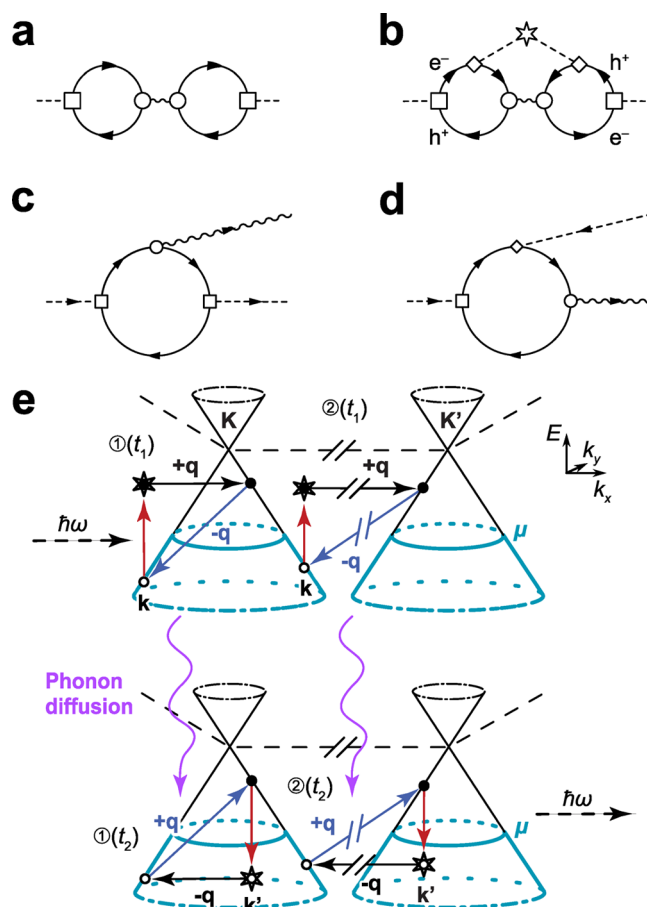 a
b
e⁻
h⁺
h⁺
e⁻
c
d
e
K
②(t₁)
K'
①(t₁)
+q
+q
E
k_y
k_x
ħω
-q
-q
μ
k
k
Phonon
diffusion
②(t₂)
ħω
+q
+q
μ
①(t₂)
-q
k'
-q
k'